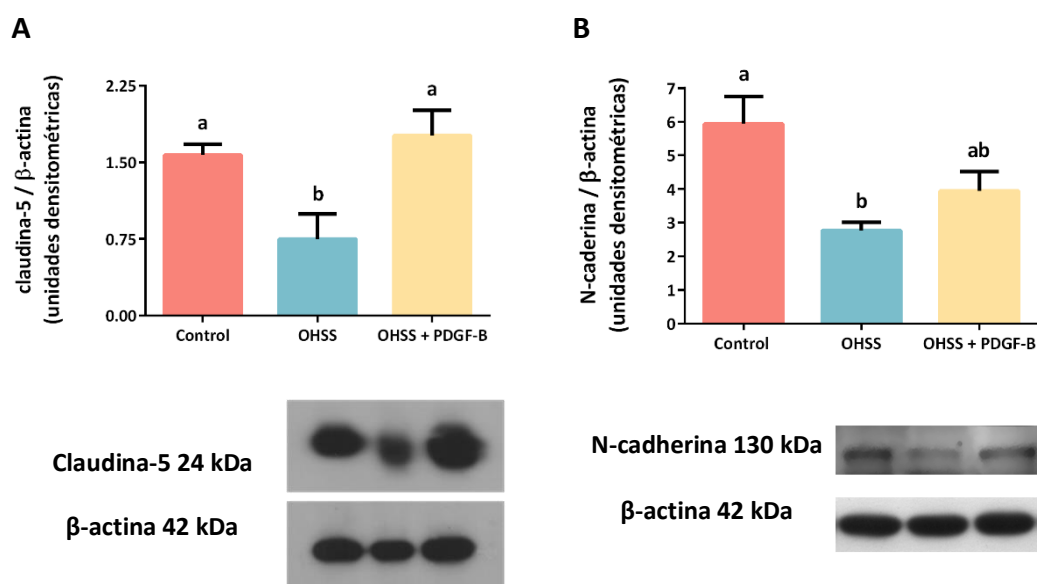 A
claudina-5 / β-actina
(unidades densitométricas)
2.25
1.50
0.75
0.00
a
b
a
Control
OHSS
OHSS + PDGF-B
Claudina-5 24 kDa
β-actina 42 kDa
B
N-caderina / β-actina
(unidades densitométricas)
7
6
5
4
3
2
1
0
a
b
ab
Control
OHSS
OHSS + PDGF-B
N-cadherina 130 kDa
β-actina 42 kDa